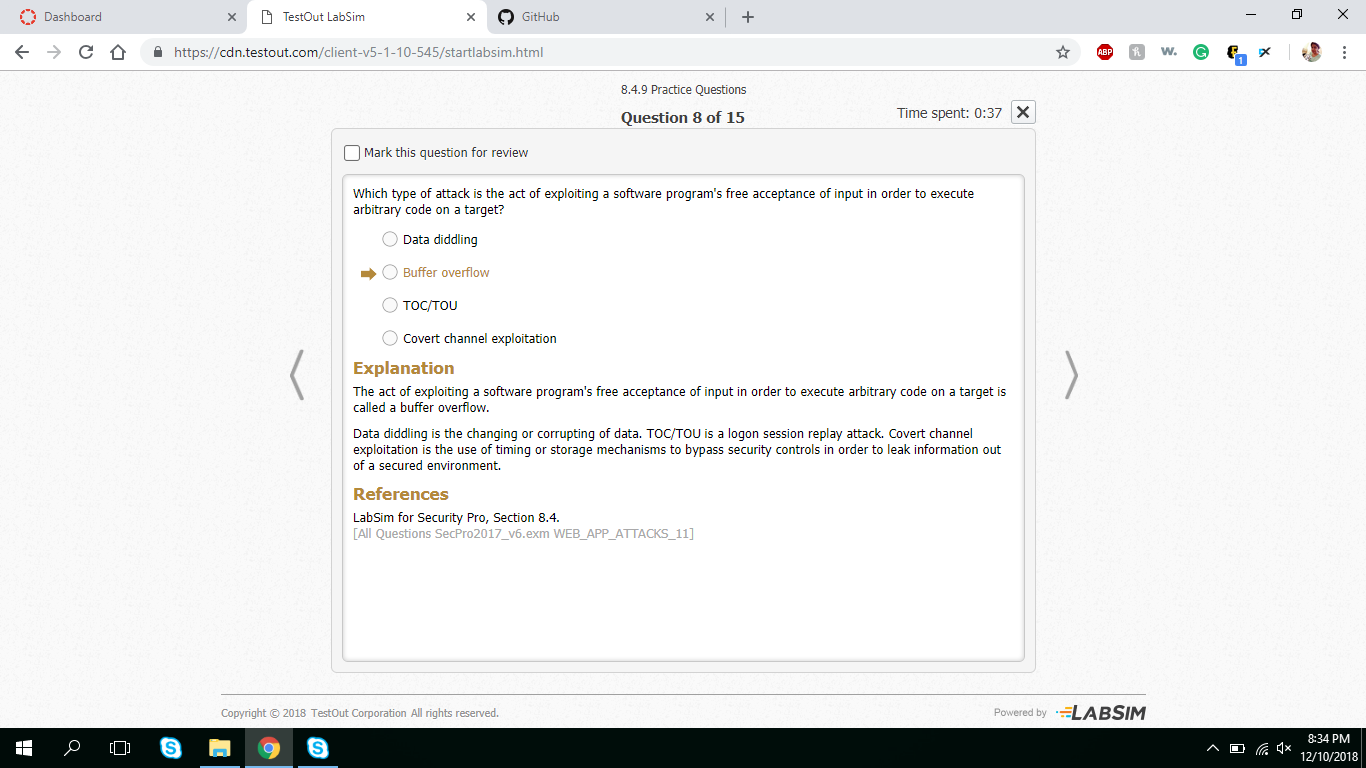 Dashboard
TestOut LabSim
GitHub
https://cdn.testout.com/client-v5-1-10-545/startlabsim.html
ABP
w.
1
8.4.9 Practice Questions
Question 8 of 15
Time spent: 0:37
Mark this question for review
Which type of attack is the act of exploiting a software program's free acceptance of input in order to execute
arbitrary code on a target?
Data diddling
Buffer overflow
TOC/TOU
Covert channel exploitation
Explanation
The act of exploiting a software program's free acceptance of input in order to execute arbitrary code on a target is
called a buffer overflow.
Data diddling is the changing or corrupting of data. TOC/TOU is a logon session replay attack. Covert channel
exploitation is the use of timing or storage mechanisms to bypass security controls in order to leak information out
of a secured environment.
References
LabSim for Security Pro, Section 8.4.
[All Questions SecPro2017_v6.exm WEB_APP_ATTACKS_11]
Copyright © 2018 TestOut Corporation All rights reserved.
Powered by LABSIM
8:34 PM
12/10/2018